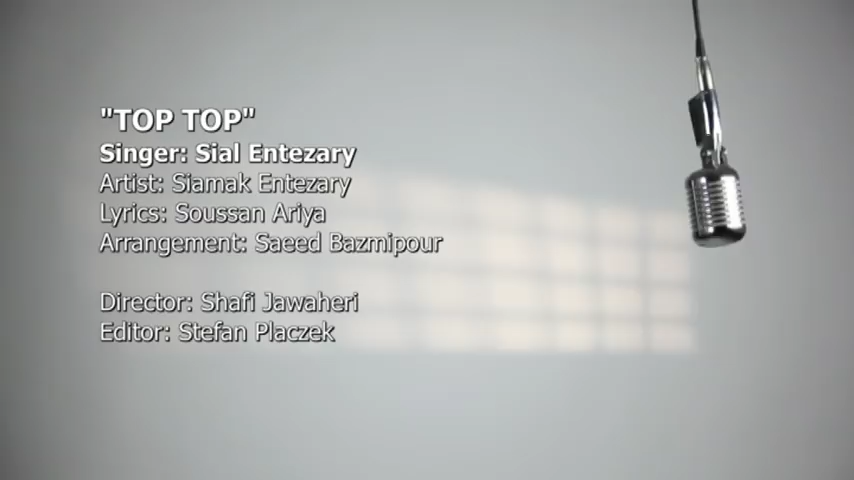 "TOP TOP"
Singer: Sial Entezary
Artist: Siamak Entezary
Lyrics: Soussan Ariya
Arrangement: Saeed Bazmipour
Director: Shafi Jawaheri
Editor: Stefan Placzek